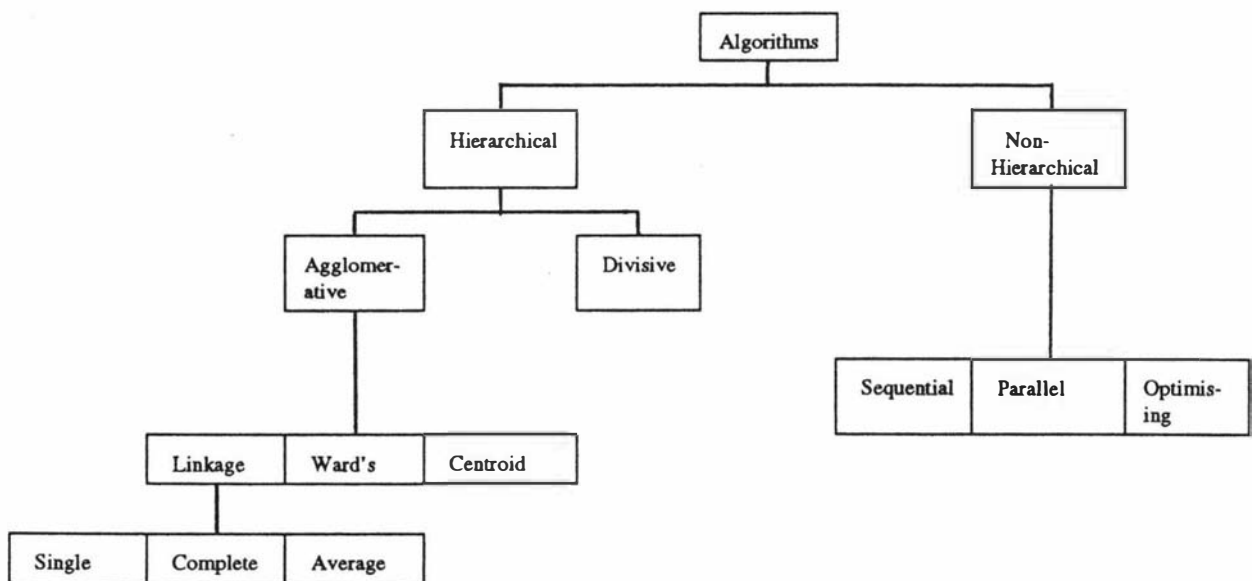 Algorithms
Hierarchical
Non-
Hierarchical
Agglomer-
ative
Divisive
Sequential
Parallel
Optimis-
ing
Linkage
Ward's
Centroid
Single
Complete
Average